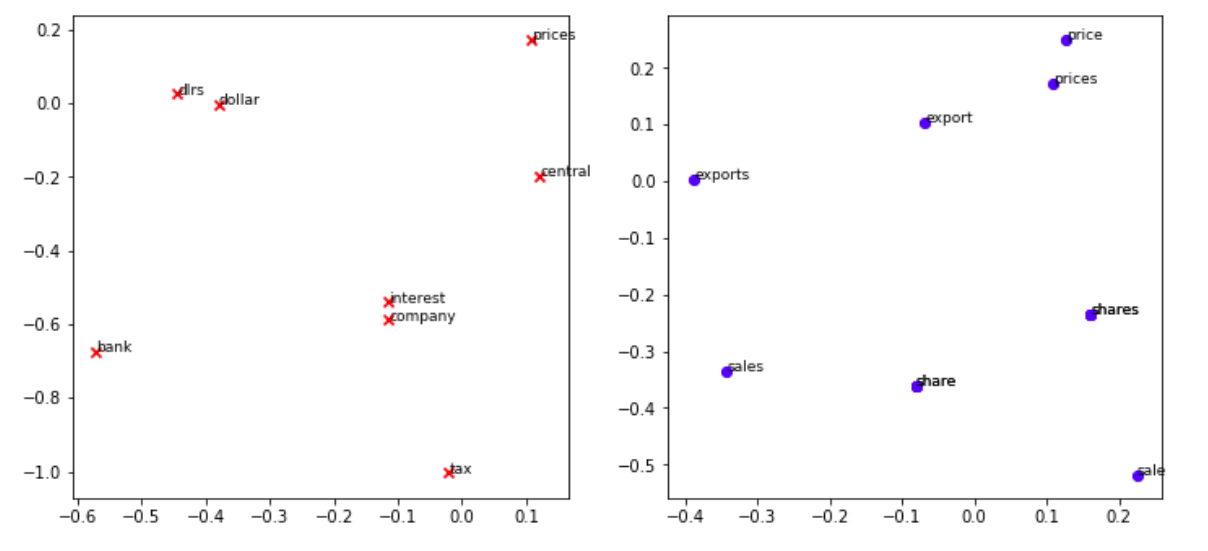 0.2
0.0
−0.2
−0.4
−0.6
−0.8
−1.0
−0.6
−0.5
−0.4
−0.3
−0.2
−0.1
0.0
0.1
prices
dlrs
dollar
central
interest
company
bank
tax
0.2
0.1
0.0
−0.1
−0.2
−0.3
−0.4
−0.5
−0.4
−0.3
−0.2
−0.1
0.0
0.1
0.2
price
prices
export
exports
shares
sales
share
sale